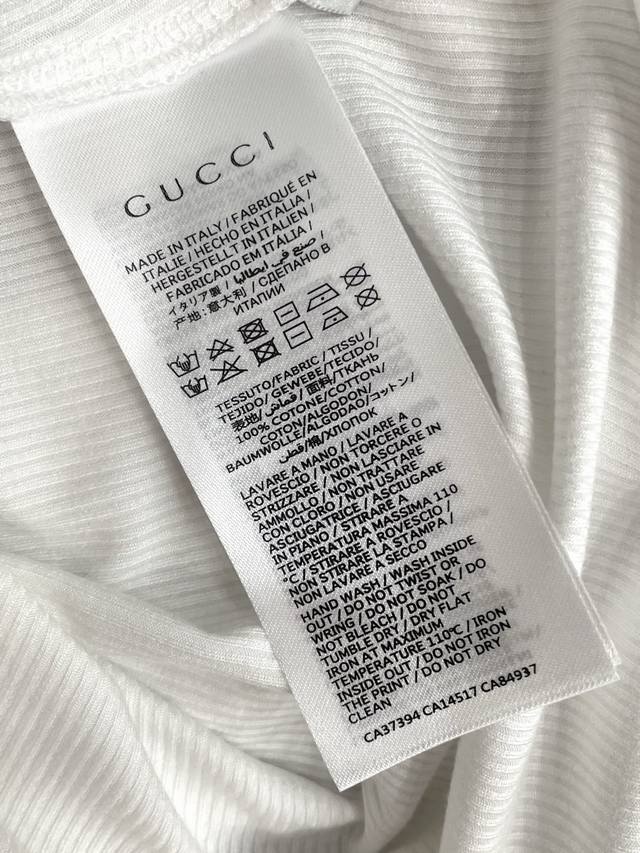 GUCCI
MADE IN ITALY / FABRIQUÉ EN
ITALIE / HECHO EN ITALIA /
HERGESTELLT IN ITALIEN /
FABRICADO EM ITALIA /
イタリア製 / صنع في ايطاليا /
产地:意大利 / СДЕЛАНО В
ИТАПИИ
TESSUTO/FABRIC / TISSU /
TEJIDO / GEWEBE/TECIDO/
表地/ قماش/ 面料/TKAHЬ
100% COTONE/COTTON/
COTON/ALGODON/
BAUMWOLLE/ALGODAO/コットン/
قطن/棉/ХЛОПОК
LAVARE A MANO / LAVARE A
ROVESCIO / NON TORCERE O
STRIZZARE / NON LASCIARE IN
AMMOLLO / NON TRATTARE
CON CLORO / NON USARE
ASCIUGATRICE / ASCIUGARE
IN PIANO / STIRARE A
TEMPERATURA MASSIMA 110
°C / STIRARE A ROVESCIO /
NON STIRARE LA STAMPA /
NON LAVARE A SECCO
HAND WASH / WASH INSIDE
OUT / DO NOT TWIST OR
WRING / DO NOT SOAK / DO
NOT BLEACH / DO NOT
TUMBLE DRY / DRY FLAT
IRON AT MAXIMUM
TEMPERATURE 110℃ / IRON
INSIDE OUT / DO NOT IRON
THE PRINT / DO NOT DRY
CLEAN
CA37394 CA14517 CA84937